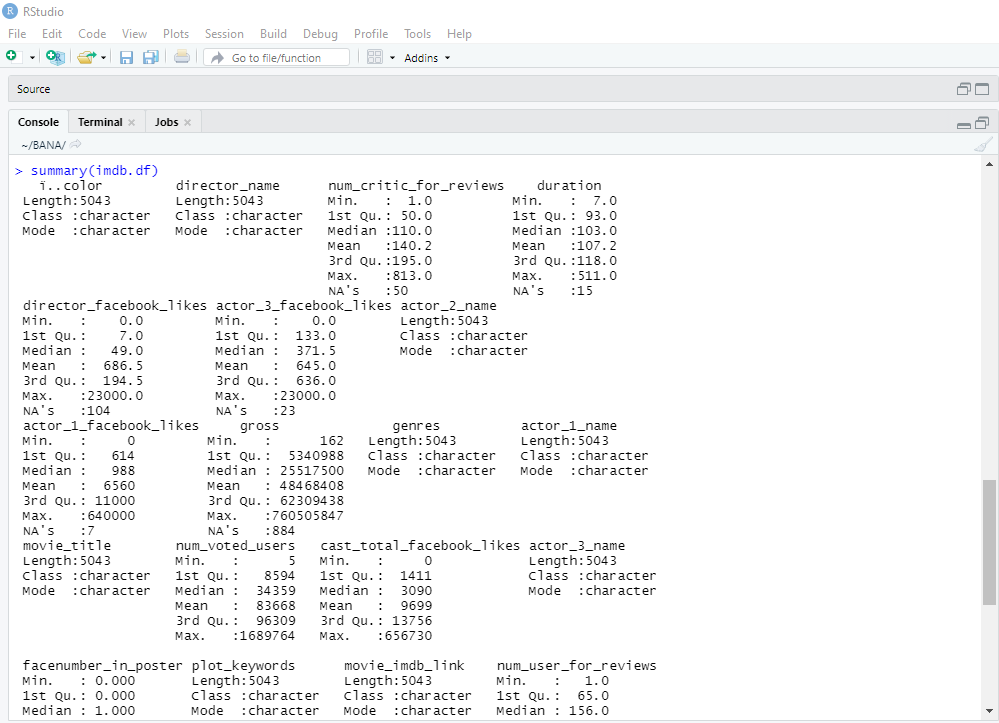 RStudio
File Edit Code View Plots Session Build Debug Profile Tools Help
Go to file/function Addins
Source
Console Terminal Jobs
~/BANA/
> summary(imdb.df)
ï..color director_name num_critic_for_reviews duration
Length:5043 Length:5043 Min. : 1.0 Min. : 7.0
Class :character Class :character 1st Qu.: 50.0 1st Qu.: 93.0
Mode :character Mode :character Median :110.0 Median :103.0
Mean :140.2 Mean :107.2
3rd Qu.:195.0 3rd Qu.:118.0
Max. :813.0 Max. :511.0
NA's :50 NA's :15
director_facebook_likes actor_3_facebook_likes actor_2_name
Min. : 0.0 Min. : 0.0 Length:5043
1st Qu.: 7.0 1st Qu.: 133.0 Class :character
Median : 49.0 Median : 371.5 Mode :character
Mean : 686.5 Mean : 645.0
3rd Qu.: 194.5 3rd Qu.: 636.0
Max. :23000.0 Max. :23000.0
NA's :104 NA's :23
actor_1_facebook_likes gross genres actor_1_name
Min. : 0 Min. : 162 Length:5043 Length:5043
1st Qu.: 614 1st Qu.: 5340988 Class :character Class :character
Median : 988 Median : 25517500 Mode :character Mode :character
Mean : 6560 Mean : 48468408
3rd Qu.: 11000 3rd Qu.: 62309438
Max. :640000 Max. :760505847
NA's :7 NA's :884
movie_title num_voted_users cast_total_facebook_likes actor_3_name
Length:5043 Min. : 5 Min. : 0 Length:5043
Class :character 1st Qu.: 8594 1st Qu.: 1411 Class :character
Mode :character Median : 34359 Median : 3090 Mode :character
Mean : 83668 Mean : 9699
3rd Qu.: 96309 3rd Qu.: 13756
Max. :1689764 Max. :656730
facenumber_in_poster plot_keywords movie_imdb_link num_user_for_reviews
Min. : 0.000 Length:5043 Length:5043 Min. : 1.0
1st Qu.: 0.000 Class :character Class :character 1st Qu.: 65.0
Median : 1.000 Mode :character Mode :character Median : 156.0